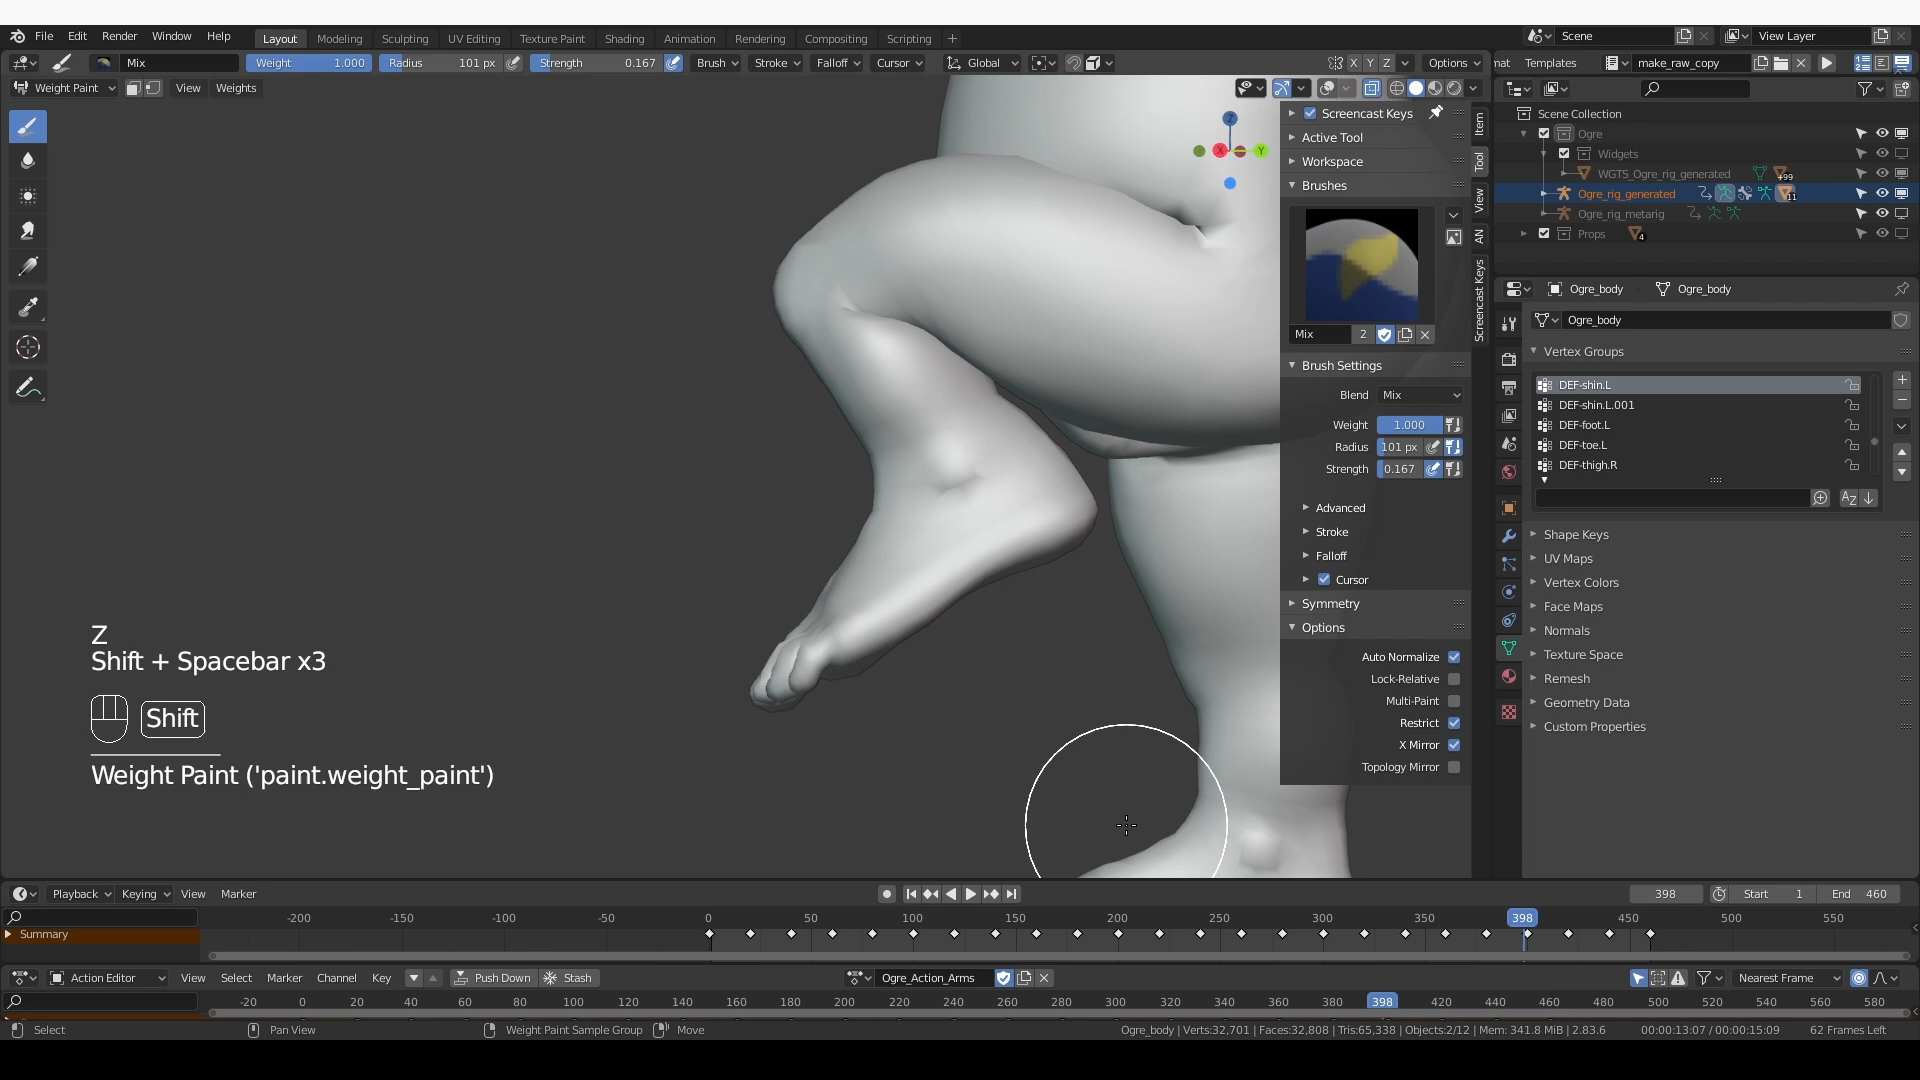 File Edit Render Window Help Layout Modeling Sculpting UV Editing Texture Paint Shading Animation Rendering Compositing Scripting + Scene View Layer
Mix Weight 1.000 Radius 101 px Strength 0.167 Brush Stroke Falloff Cursor Global X Y Z Options mat Templates make_raw_copy
Weight Paint View Weights
Scene Collection
Ogre
Widgets
WGTS_Ogre_rig_generated +99
Ogre_rig_generated 11
Ogre_rig_metarig
Props 4
Z
X
Y
Screencast Keys
Active Tool
Workspace
Brushes
Mix 2
Brush Settings
Blend Mix
Weight 1.000
Radius 101 px
Strength 0.167
Advanced
Stroke
Falloff
Cursor
Symmetry
Options
Auto Normalize
Lock-Relative
Multi-Paint
Restrict
X Mirror
Topology Mirror
Item
Tool
View
AN
Screencast Keys
Ogre_body Ogre_body
Ogre_body
Vertex Groups
DEF-shin.L
DEF-shin.L.001
DEF-foot.L
DEF-toe.L
DEF-thigh.R
AZ
Shape Keys
UV Maps
Vertex Colors
Face Maps
Normals
Texture Space
Remesh
Geometry Data
Custom Properties
Z
Shift + Spacebar x3
Shift
Weight Paint ('paint.weight_paint')
Playback Keying View Marker 398 Start 1 End 460
-200 -150 -100 -50 0 50 100 150 200 250 300 350 398 450 500 550
Summary
Action Editor View Select Marker Channel Key Push Down Stash Ogre_Action_Arms Nearest Frame
-20 0 20 40 60 80 100 120 140 160 180 200 220 240 260 280 300 320 340 360 380 398 420 440 460 480 500 520 540 560 580
Select Pan View Weight Paint Sample Group Move Ogre_body | Verts:32,701 | Faces:32,808 | Tris:65,338 | Objects:2/12 | Mem: 341.8 MiB | 2.83.6 00:00:13:07 / 00:00:15:09 62 Frames Left